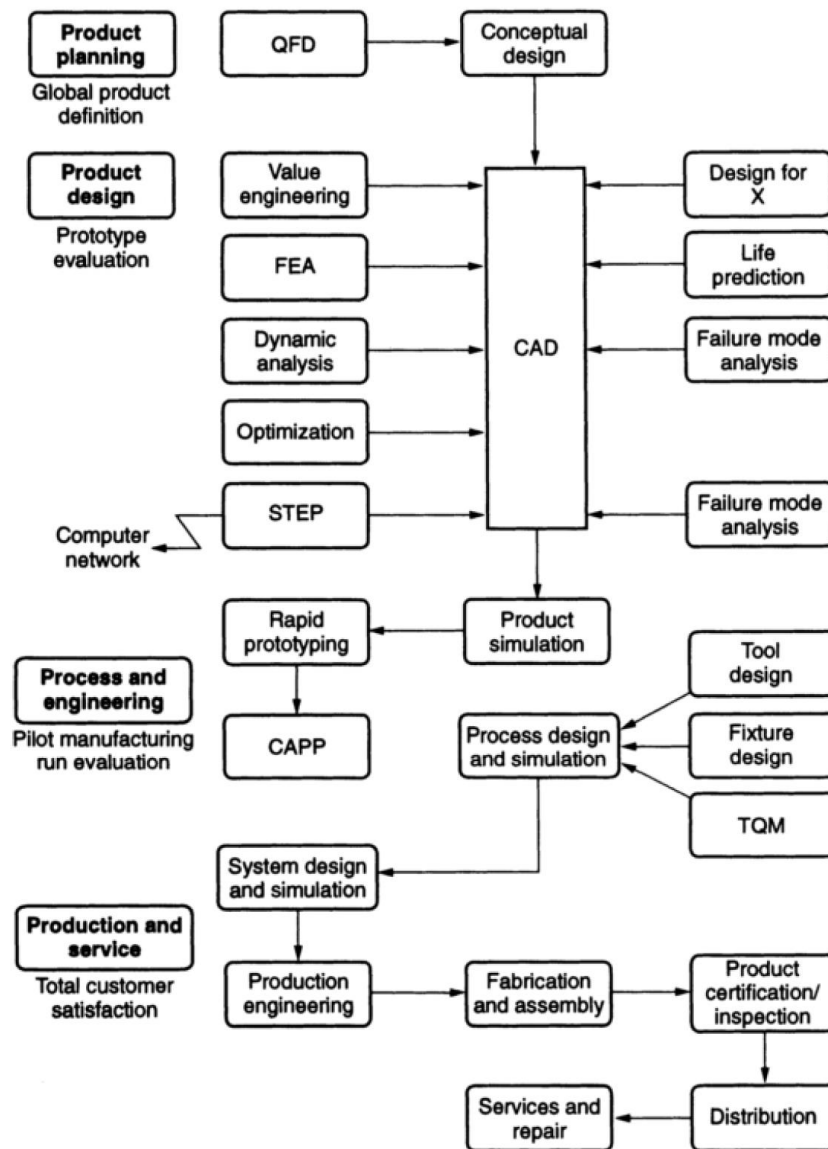 Product
planning
Global product
definition
QFD
Conceptual
design
Product
design
Prototype
evaluation
Value
engineering
Design for
X
FEA
Life
prediction
Dynamic
analysis
CAD
Failure mode
analysis
Optimization
STEP
Failure mode
analysis
Computer
network
Rapid
prototyping
Product
simulation
Tool
design
Process and
engineering
Pilot manufacturing
run evaluation
CAPP
Process design
and simulation
Fixture
design
TQM
System design
and simulation
Production and
service
Total customer
satisfaction
Production
engineering
Fabrication
and assembly
Product
certification/
inspection
Services and
repair
Distribution